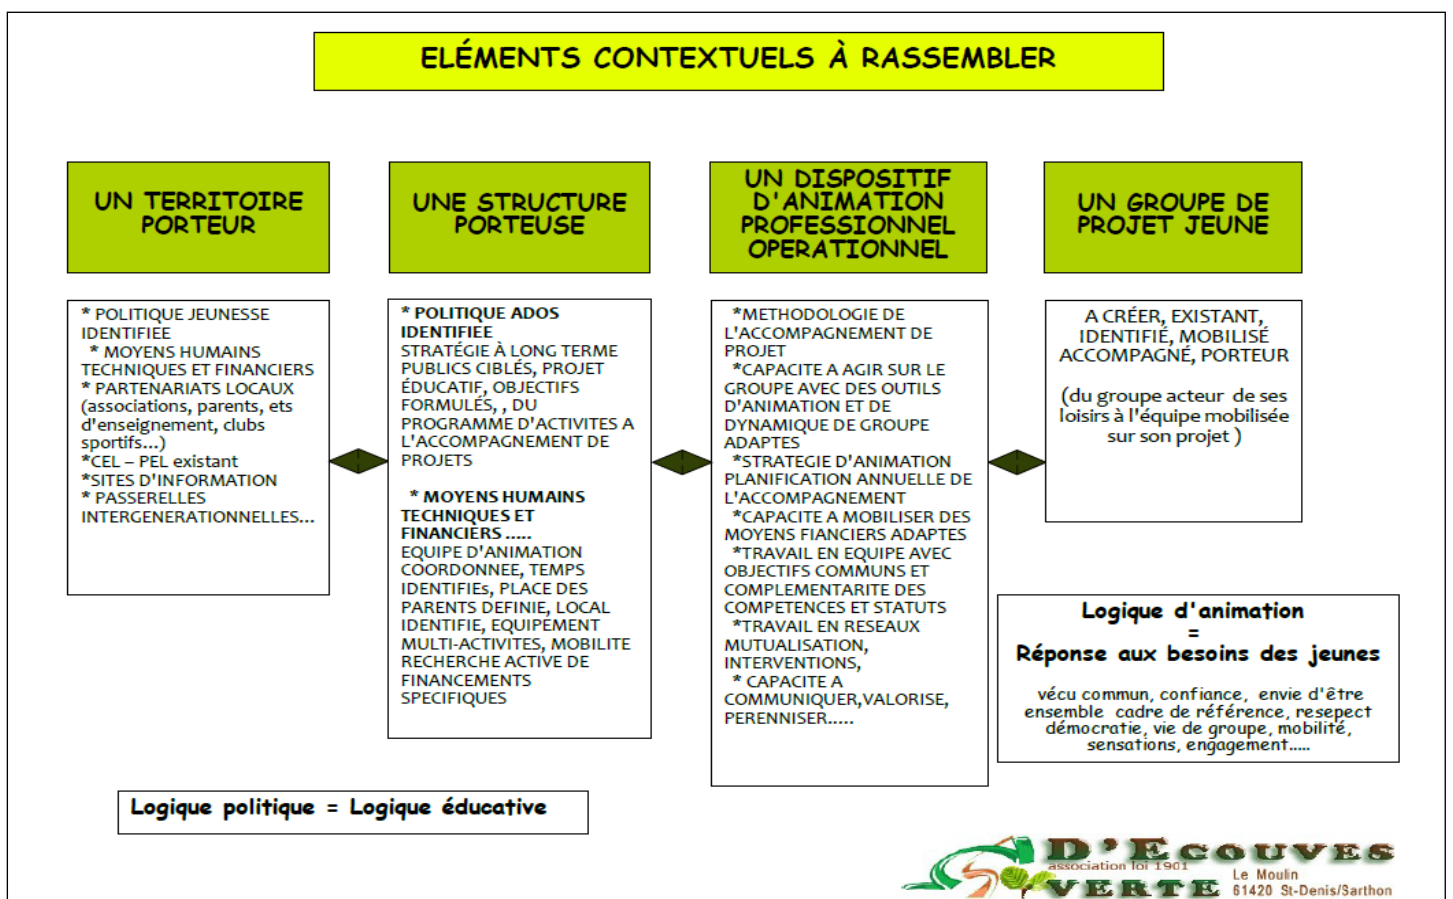 ELÉMENTS CONTEXTUELS À RASSEMBLER
UN TERRITOIRE
PORTEUR
* POLITIQUE JEUNESSE
IDENTIFIEE
* MOYENS HUMAINS
TECHNIQUES ET FINANCIERS
* PARTENARIATS LOCAUX
(associations, parents, ets
d'enseignement, clubs
sportifs...)
*CEL – PEL existant
*SITES D'INFORMATION
* PASSERELLES
INTERGENERATIONNELLES...
UNE STRUCTURE
PORTEUSE
* POLITIQUE ADOS
IDENTIFIEE
STRATÉGIE À LONG TERME
PUBLICS CIBLÉS, PROJET
ÉDUCATIF, OBJECTIFS
FORMULÉS, , DU
PROGRAMME D'ACTIVITES A
L'ACCOMPAGNEMENT DE
PROJETS
* MOYENS HUMAINS
TECHNIQUES ET
FINANCIERS .....
EQUIPE D'ANIMATION
COORDONNEE, TEMPS
IDENTIFIEs, PLACE DES
PARENTS DEFINIE, LOCAL
IDENTIFIE, EQUIPEMENT
MULTI-ACTIVITES, MOBILITE
RECHERCHE ACTIVE DE
FINANCEMENTS
SPECIFIQUES
UN DISPOSITIF
D'ANIMATION
PROFESSIONNEL
OPERATIONNEL
*METHODOLOGIE DE
L'ACCOMPAGNEMENT DE
PROJET
*CAPACITE A AGIR SUR LE
GROUPE AVEC DES OUTILS
D'ANIMATION ET DE
DYNAMIQUE DE GROUPE
ADAPTES
*STRATEGIE D'ANIMATION
PLANIFICATION ANNUELLE DE
L'ACCOMPAGNEMENT
*CAPACITE A MOBILISER DES
MOYENS FIANCIERS ADAPTES
*TRAVAIL EN EQUIPE AVEC
OBJECTIFS COMMUNS ET
COMPLEMENTARITE DES
COMPETENCES ET STATUTS
*TRAVAIL EN RESEAUX
MUTUALISATION,
INTERVENTIONS,
* CAPACITE A
COMMUNIQUER,VALORISE,
PERENNISER.....
UN GROUPE DE
PROJET JEUNE
A CRÉER, EXISTANT,
IDENTIFIÉ, MOBILISÉ
ACCOMPAGNÉ, PORTEUR
(du groupe acteur de ses
loisirs à l'équipe mobilisée
sur son projet )
Logique d'animation
=
Réponse aux besoins des jeunes
vécu commun, confiance, envie d'être
ensemble cadre de référence, resepect
démocratie, vie de groupe, mobilité,
sensations, engagement.....
Logique politique = Logique éducative
D'ECOUVES
association loi 1901
VERTE
Le Moulin
61420 St-Denis/Sarthon